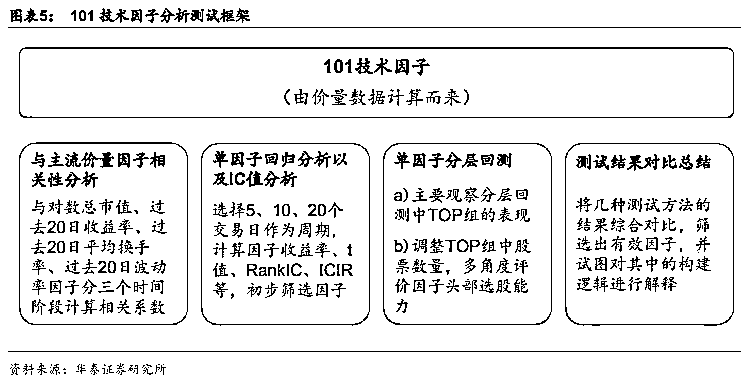 图表5： 101技术因子分析测试框架
101技术因子
（由价量数据计算而来）
与主流价量因子相
关性分析
与对数总市值、过
去20日收益率、过
去20日平均换手
率、过去20日波动
率因子分三个时间
阶段计算相关系数
单因子回归分析以
及IC值分析
选择5、10、20个
交易日作为周期，
计算因子收益率、t
值、RankIC、ICIR
等，初步筛选因子
单因子分层回测
a) 主要观察分层回
测中TOP组的表现
b) 调整TOP组中股
票数量，多角度评
价因子头部选股能
力
测试结果对比总结
将几种测试方法的
结果综合对比，筛
选出有效因子，并
试图对其中的构建
逻辑进行解释
资料来源：华泰证券研究所